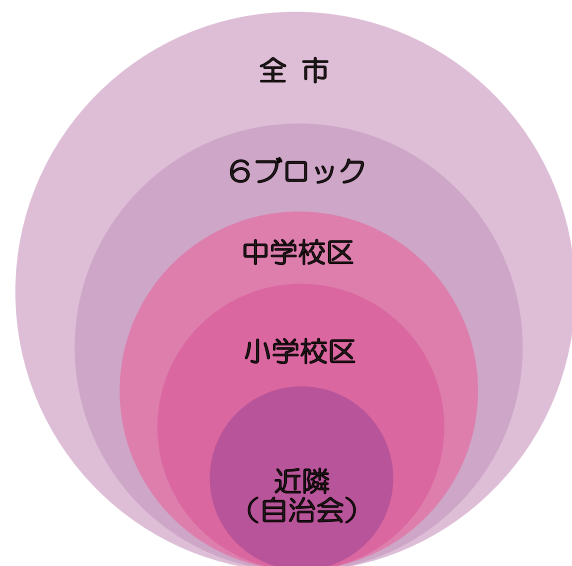 全 市
6ブロック
中学校区
小学校区
近隣
（自治会）